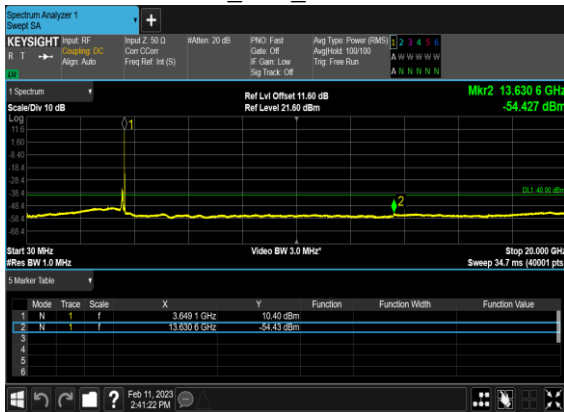 Spectrum Analyzer 1
Swept SA
KEYSIGHT Input: RF Input Z: 50 Ω #Atten: 20 dB PNO: Fast Avg Type: Power (RMS) 1 2 3 4 5 6
R T Coupling: DC Corr CCorr Gate: Off Avg|Hold: 100/100 A W W W W W
Align: Auto Freq Ref: Int (S) IF Gain: Low Trig: Free Run
Sig Track: Off A N N N N N
1 Spectrum Ref Lvl Offset 11.60 dB Mkr2 13.630 6 GHz
Scale/Div 10 dB Ref Level 21.60 dBm -54.427 dBm
Log
11.6
1
1.60
-8.40
-18.4
-28.4
-38.4 DL1 -40.00 dBm
-48.4 2
-58.4
-68.4
Start 30 MHz Video BW 3.0 MHz* Stop 20.000 GHz
#Res BW 1.0 MHz Sweep 34.7 ms (40001 pts)
5 Marker Table
Mode Trace Scale X Y Function Function Width Function Value
1 N 1 f 3.649 1 GHz 10.40 dBm
2 N 1 f 13.630 6 GHz -54.43 dBm
3
4
5
6
? Feb 11, 2023
2:41:22 PM